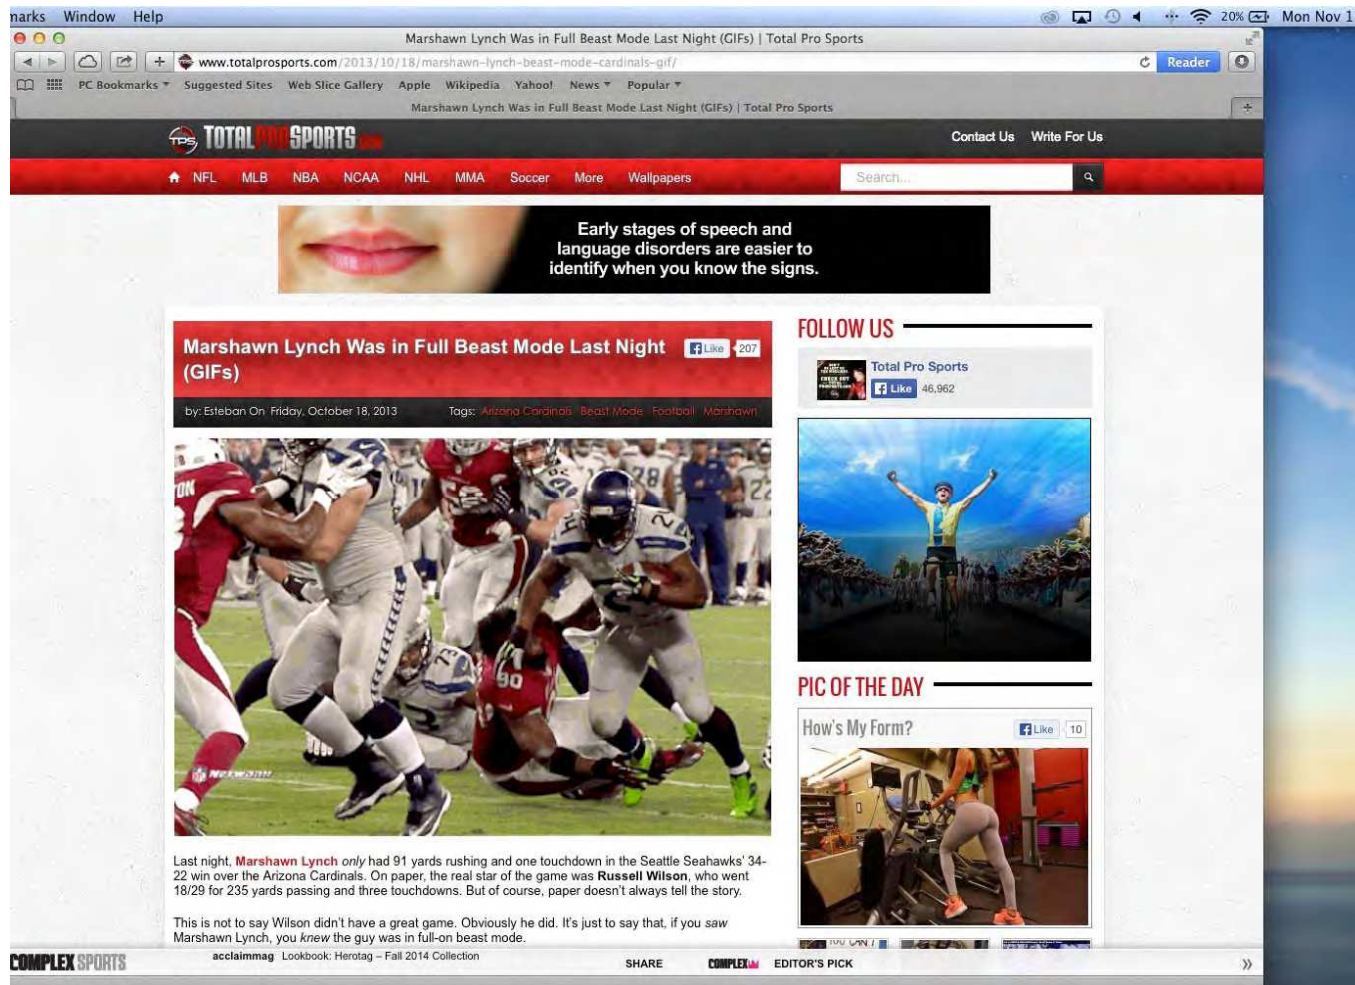 marks Window Help 20% Mon Nov 1
Marshawn Lynch Was in Full Beast Mode Last Night (GIFs) | Total Pro Sports
www.totalprosports.com/2013/10/18/marshawn-lynch-beast-mode-cardinals-gif/ Reader
PC Bookmarks Suggested Sites Web Slice Gallery Apple Wikipedia Yahoo! News Popular
Marshawn Lynch Was in Full Beast Mode Last Night (GIFs) | Total Pro Sports
TPS TOTAL PRO SPORTS.com Contact Us Write For Us
NFL MLB NBA NCAA NHL MMA Soccer More Wallpapers Search...
Early stages of speech and
language disorders are easier to
identify when you know the signs.
Marshawn Lynch Was in Full Beast Mode Last Night
(GIFs)
Like 207
by: Esteban On Friday, October 18, 2013 Tags: Arizona Cardinals Beast Mode Football Marshawn
FOLLOW US
Total Pro Sports
Like 46,962
TON
28
22
73
90
24
PIC OF THE DAY
How's My Form? Like 10
Last night, Marshawn Lynch only had 91 yards rushing and one touchdown in the Seattle Seahawks' 34-
22 win over the Arizona Cardinals. On paper, the real star of the game was Russell Wilson, who went
18/29 for 235 yards passing and three touchdowns. But of course, paper doesn't always tell the story.
This is not to say Wilson didn't have a great game. Obviously he did. It's just to say that, if you saw
Marshawn Lynch, you knew the guy was in full-on beast mode.
COMPLEX SPORTS acclaimmag Lookbook: Herotag – Fall 2014 Collection SHARE COMPLEX EDITOR'S PICK